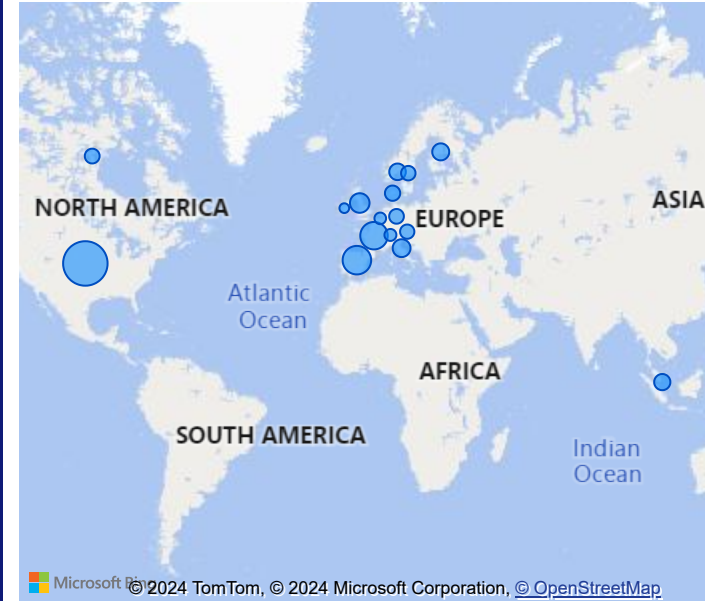 NORTH AMERICA
EUROPE
ASIA
Atlantic
Ocean
AFRICA
SOUTH AMERICA
Indian
Ocean
Microsoft Bing
© 2024 TomTom, © 2024 Microsoft Corporation, © OpenStreetMap